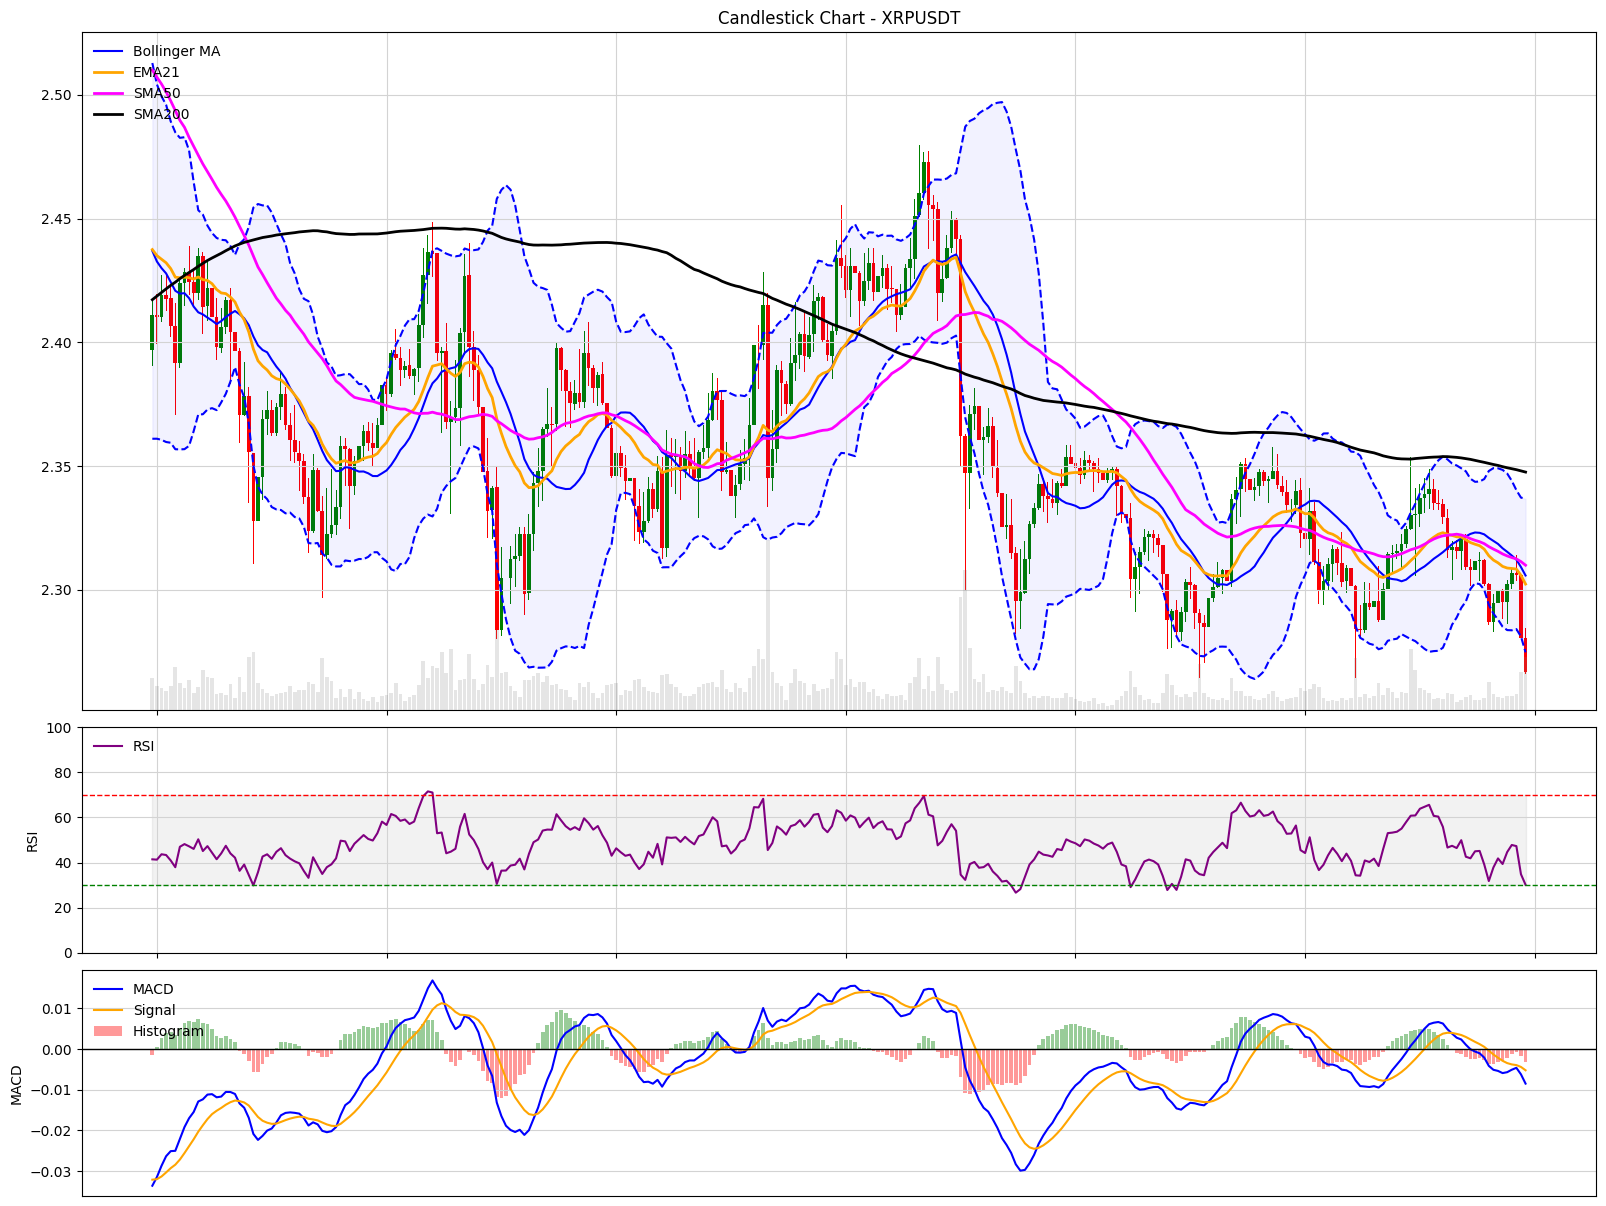 Candlestick Chart - XRPUSDT
Bollinger MA
EMA21
SMA50
SMA200
2.50
2.45
2.40
2.35
2.30
RSI
100
80
60
40
20
0
RSI
MACD
Signal
Histogram
0.01
0.00
−0.01
−0.02
−0.03
MACD